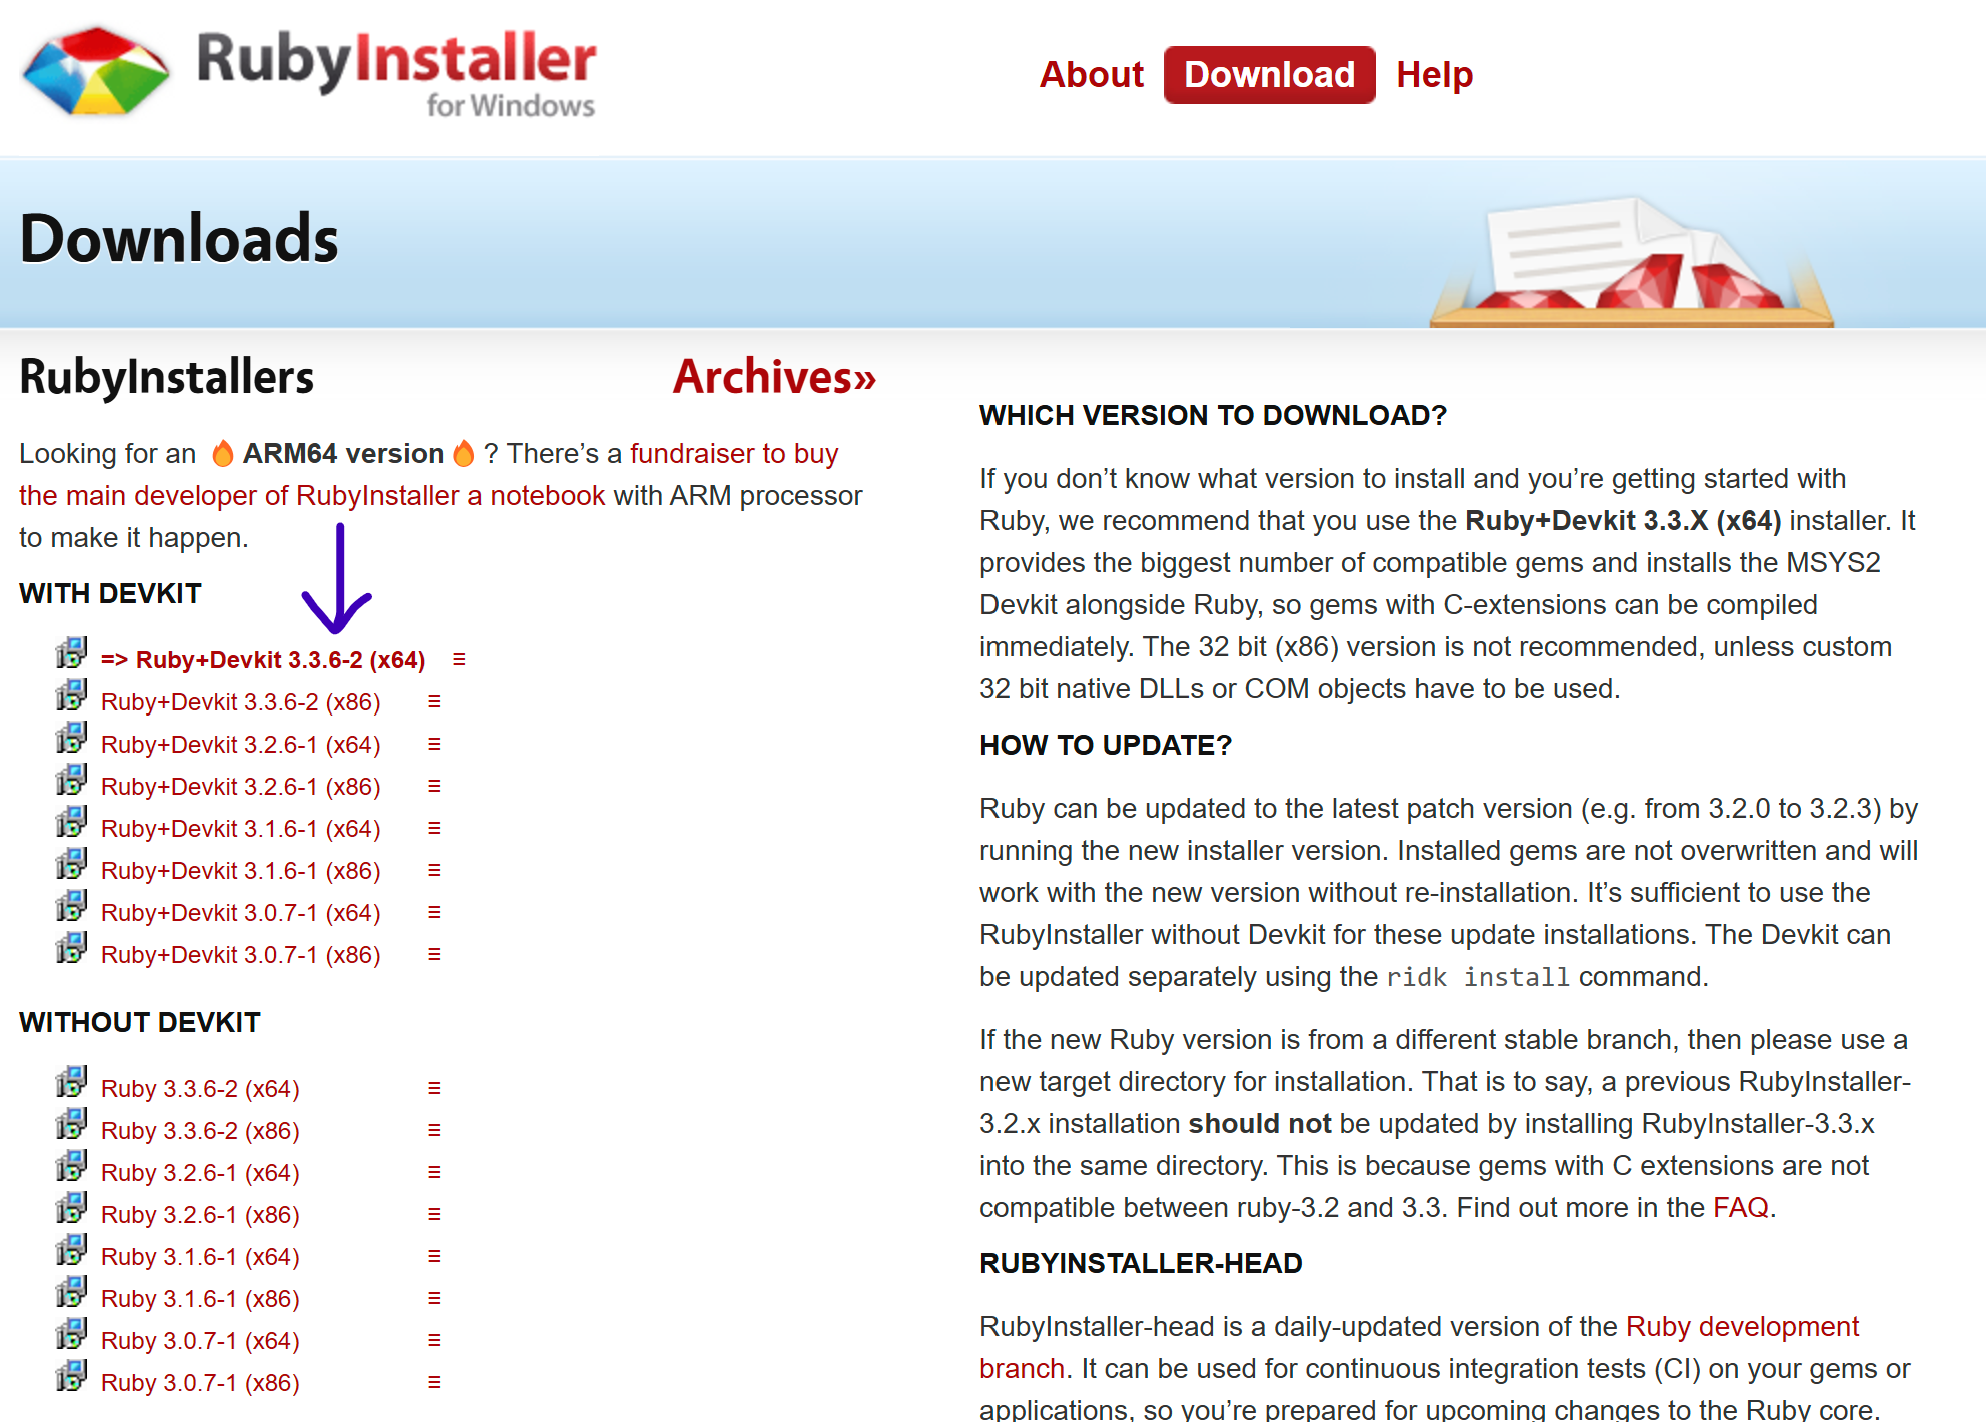 RubyInstaller
for Windows
About Download Help
Downloads
RubyInstallers
Archives»
Looking for an 🔥 ARM64 version 🔥 ? There’s a fundraiser to buy
the main developer of RubyInstaller a notebook with ARM processor
to make it happen.
WITH DEVKIT
=> Ruby+Devkit 3.3.6-2 (x64) ≡
Ruby+Devkit 3.3.6-2 (x86) ≡
Ruby+Devkit 3.2.6-1 (x64) ≡
Ruby+Devkit 3.2.6-1 (x86) ≡
Ruby+Devkit 3.1.6-1 (x64) ≡
Ruby+Devkit 3.1.6-1 (x86) ≡
Ruby+Devkit 3.0.7-1 (x64) ≡
Ruby+Devkit 3.0.7-1 (x86) ≡
WITHOUT DEVKIT
Ruby 3.3.6-2 (x64) ≡
Ruby 3.3.6-2 (x86) ≡
Ruby 3.2.6-1 (x64) ≡
Ruby 3.2.6-1 (x86) ≡
Ruby 3.1.6-1 (x64) ≡
Ruby 3.1.6-1 (x86) ≡
Ruby 3.0.7-1 (x64) ≡
Ruby 3.0.7-1 (x86) ≡
WHICH VERSION TO DOWNLOAD?
If you don’t know what version to install and you’re getting started with
Ruby, we recommend that you use the Ruby+Devkit 3.3.X (x64) installer. It
provides the biggest number of compatible gems and installs the MSYS2
Devkit alongside Ruby, so gems with C-extensions can be compiled
immediately. The 32 bit (x86) version is not recommended, unless custom
32 bit native DLLs or COM objects have to be used.
HOW TO UPDATE?
Ruby can be updated to the latest patch version (e.g. from 3.2.0 to 3.2.3) by
running the new installer version. Installed gems are not overwritten and will
work with the new version without re-installation. It’s sufficient to use the
RubyInstaller without Devkit for these update installations. The Devkit can
be updated separately using the ridk install command.
If the new Ruby version is from a different stable branch, then please use a
new target directory for installation. That is to say, a previous RubyInstaller-
3.2.x installation should not be updated by installing RubyInstaller-3.3.x
into the same directory. This is because gems with C extensions are not
compatible between ruby-3.2 and 3.3. Find out more in the FAQ.
RUBYINSTALLER-HEAD
RubyInstaller-head is a daily-updated version of the Ruby development
branch. It can be used for continuous integration tests (CI) on your gems or
applications, so you’re prepared for upcoming changes to the Ruby core.